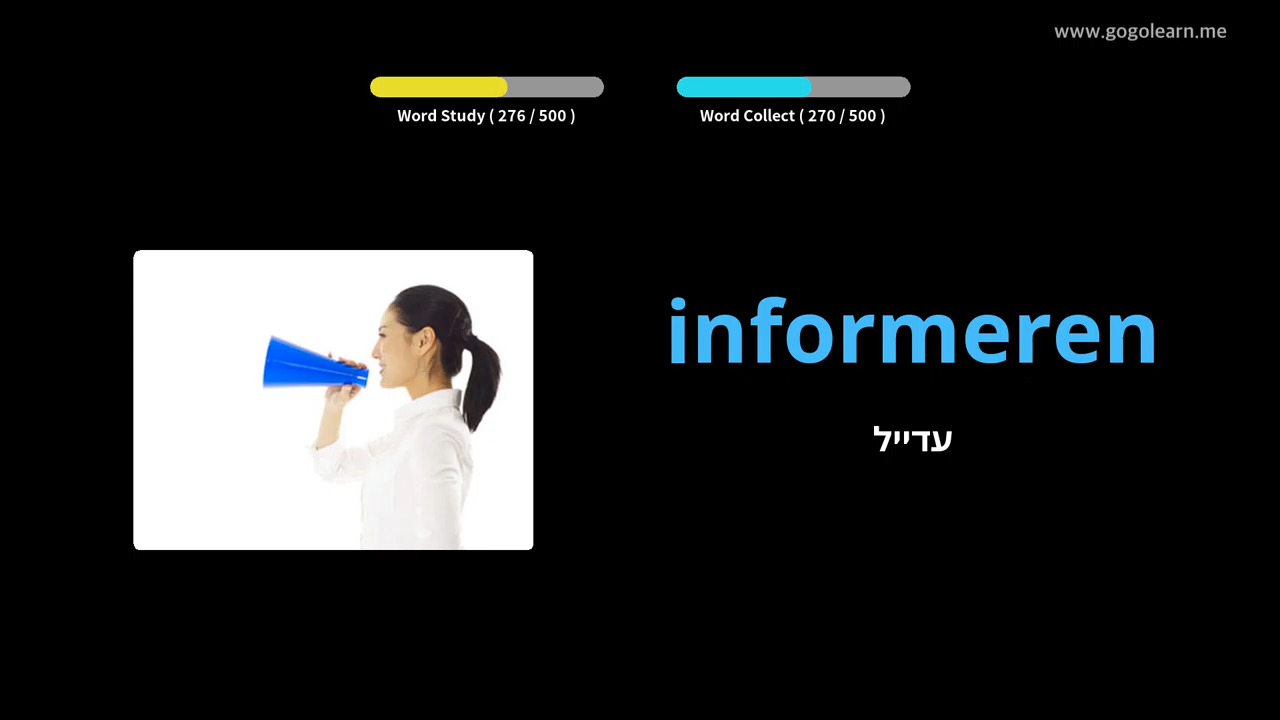 www.gogolearn.me
Word Study ( 276 / 500 )
Word Collect ( 270 / 500 )
informeren
עדייל